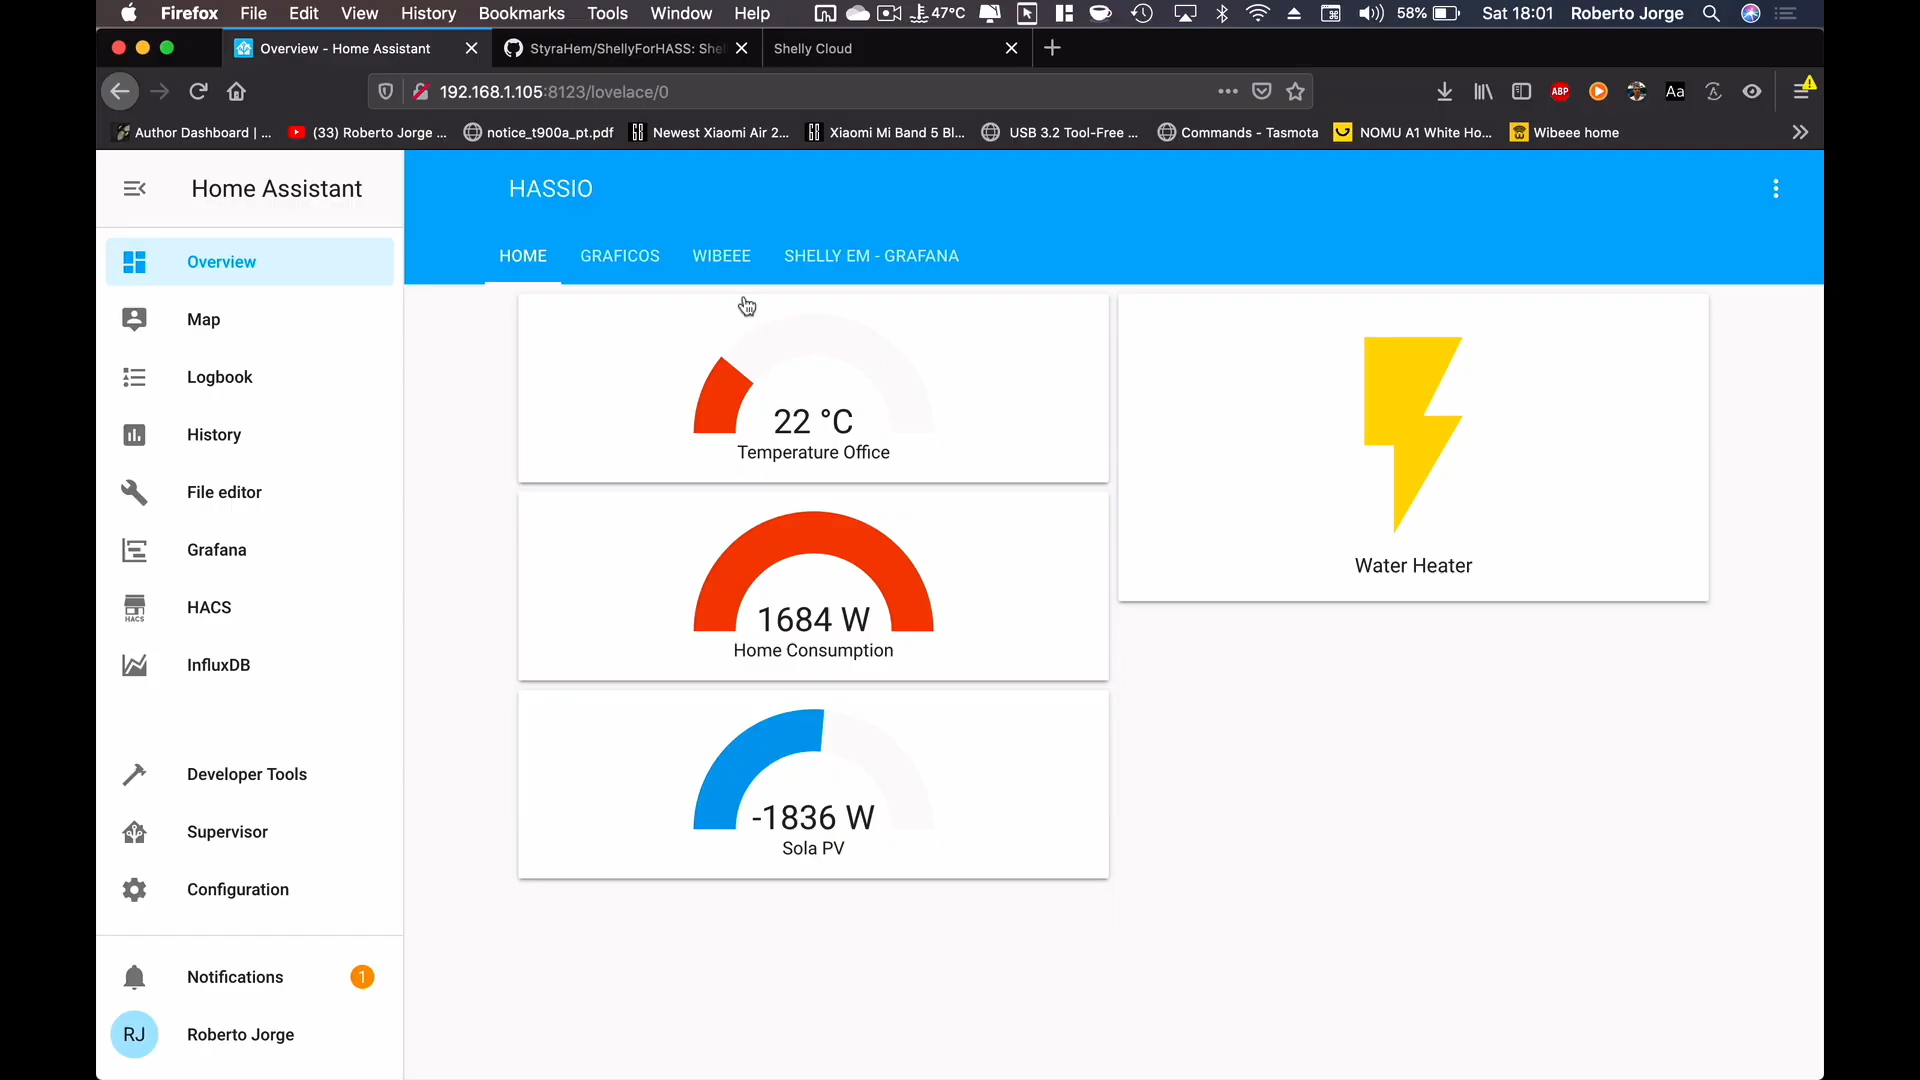 Firefox File Edit View History Bookmarks Tools Window Help 47°C 58% Sat 18:01 Roberto Jorge
Overview - Home Assistant StyraHem/ShellyForHASS: She Shelly Cloud
192.168.1.105:8123/lovelace/0 ABP Aa
Author Dashboard | ... (33) Roberto Jorge ... notice_t900a_pt.pdf Newest Xiaomi Air 2... Xiaomi Mi Band 5 Bl... USB 3.2 Tool-Free ... Commands - Tasmota NOMU A1 White Ho... Wibeee home
Home Assistant
HASSIO
HOME GRAFICOS WIBEEE SHELLY EM - GRAFANA
Overview
Map
Logbook
History
File editor
Grafana
HACS HACS
InfluxDB
Developer Tools
Supervisor
Configuration
Notifications 1
RJ Roberto Jorge
22 °C
Temperature Office
1684 W
Home Consumption
-1836 W
Sola PV
Water Heater